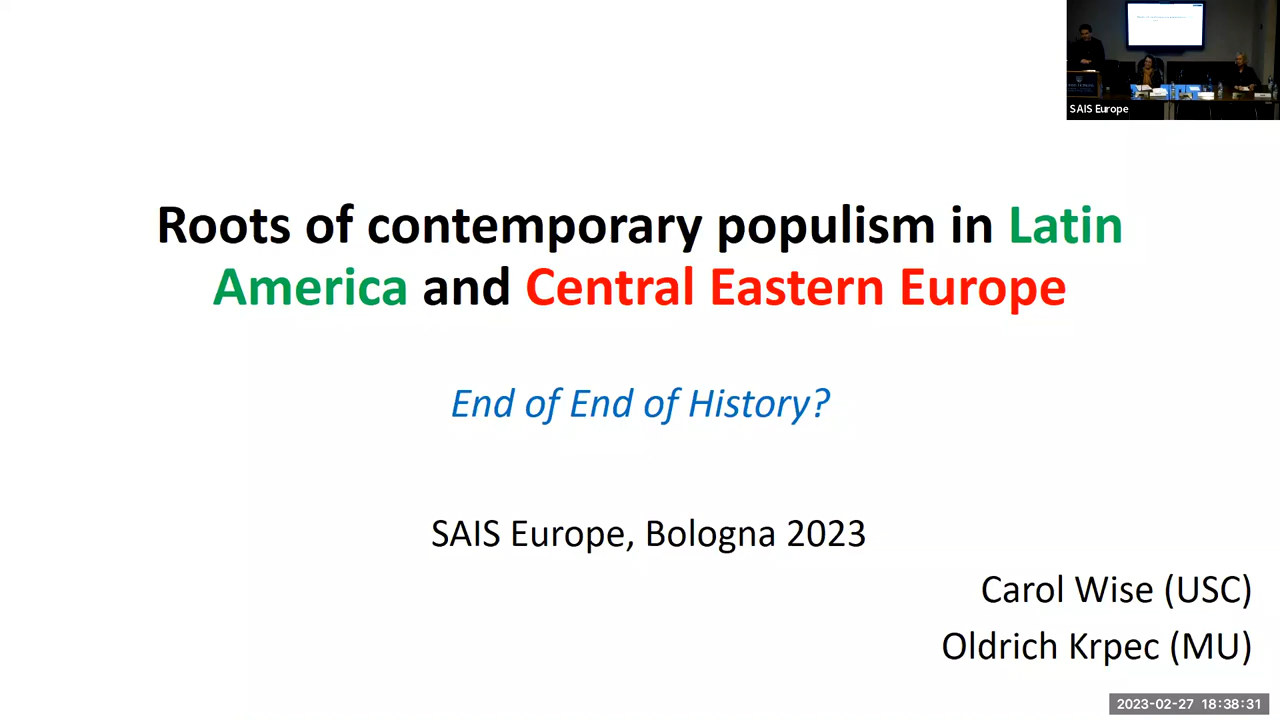 SAIS Europe
Roots of contemporary populism in Latin
America and Central Eastern Europe
End of End of History?
SAIS Europe, Bologna 2023
Carol Wise (USC)
Oldrich Krpec (MU)
2023-02-27 18:38:31